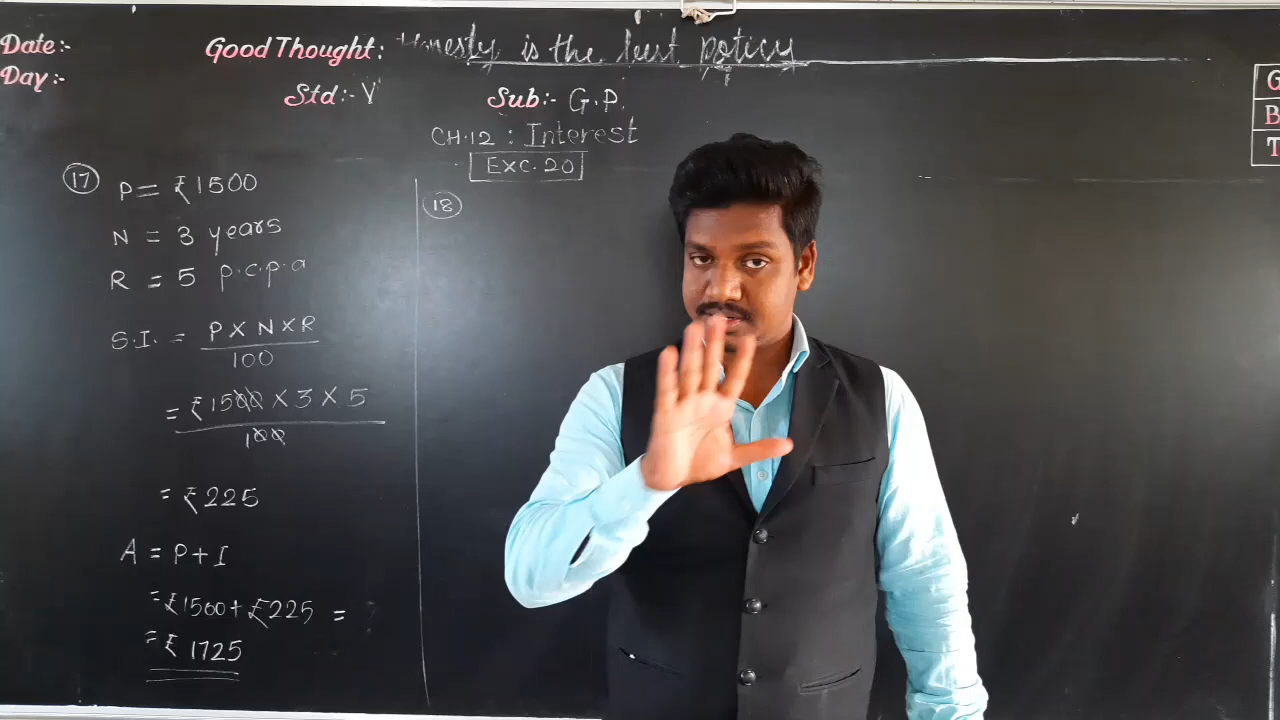 Date:-
Day:-
Good Thought: Honesty is the best policy
Std:- V
Sub:- G.P.
CH.12 : Interest
Exc. 20
17
P = ₹1500
N = 3 years
R = 5 p.c.p.a
S.I. = P × N × R
100
= ₹1500 × 3 × 5
100
= ₹225
A = P + I
= ₹1500 + ₹225 =
= ₹ 1725
18
G
B
T